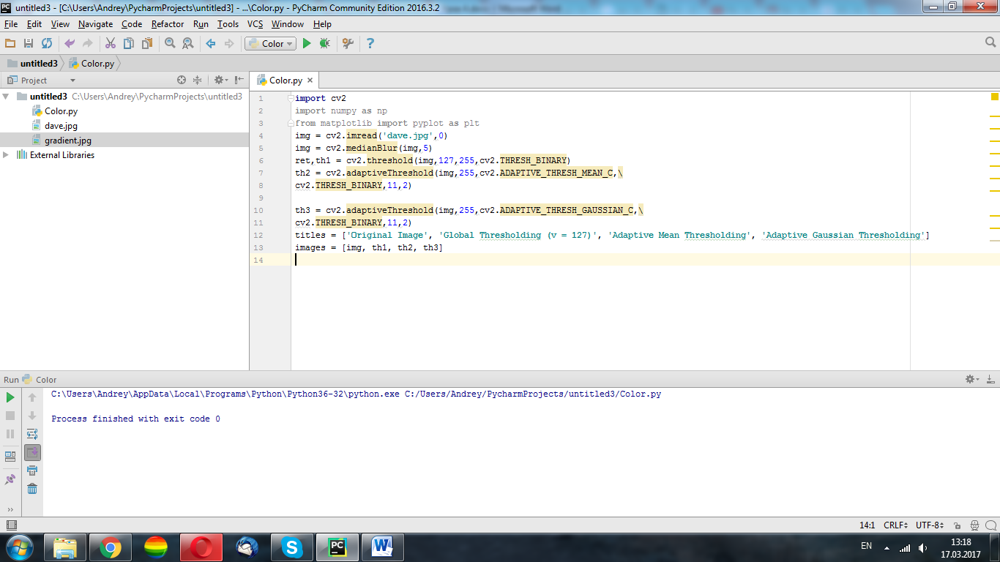 untitled3 - [C:\Users\Andrey\PycharmProjects\untitled3] - ...\Color.py - PyCharm Community Edition 2016.3.2
File Edit View Navigate Code Refactor Run Tools VCS Window Help
Color
untitled3 Color.py
Project
Color.py
untitled3 C:\Users\Andrey\PycharmProjects\untitled3
Color.py
dave.jpg
gradient.jpg
External Libraries
1 import cv2
2 import numpy as np
3 from matplotlib import pyplot as plt
4 img = cv2.imread('dave.jpg',0)
5 img = cv2.medianBlur(img,5)
6 ret,th1 = cv2.threshold(img,127,255,cv2.THRESH_BINARY)
7 th2 = cv2.adaptiveThreshold(img,255,cv2.ADAPTIVE_THRESH_MEAN_C,\
8 cv2.THRESH_BINARY,11,2)
9
10 th3 = cv2.adaptiveThreshold(img,255,cv2.ADAPTIVE_THRESH_GAUSSIAN_C,\
11 cv2.THRESH_BINARY,11,2)
12 titles = ['Original Image', 'Global Thresholding (v = 127)', 'Adaptive Mean Thresholding', 'Adaptive Gaussian Thresholding']
13 images = [img, th1, th2, th3]
14
Run Color
C:\Users\Andrey\AppData\Local\Programs\Python\Python36-32\python.exe C:/Users/Andrey/PycharmProjects/untitled3/Color.py
Process finished with exit code 0
14:1 CRLF UTF-8
EN
13:18
17.03.2017